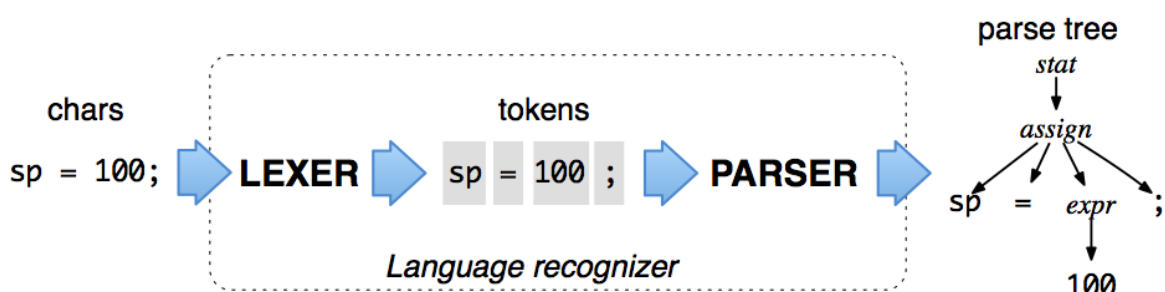 chars
sp = 100;
LEXER
tokens
sp = 100 ;
PARSER
Language recognizer
parse tree
stat
assign
sp = expr ;
100